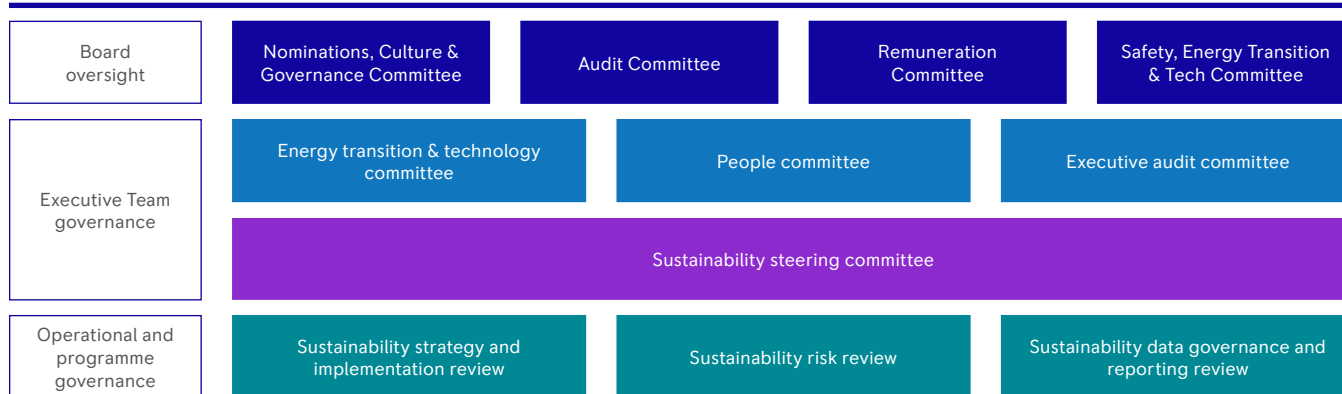 Board
oversight
Nominations, Culture &
Governance Committee
Audit Committee
Remuneration
Committee
Safety, Energy Transition
& Tech Committee
Executive Team
governance
Energy transition & technology
committee
People committee
Executive audit committee
Sustainability steering committee
Operational and
programme
governance
Sustainability strategy and
implementation review
Sustainability risk review
Sustainability data governance and
reporting review